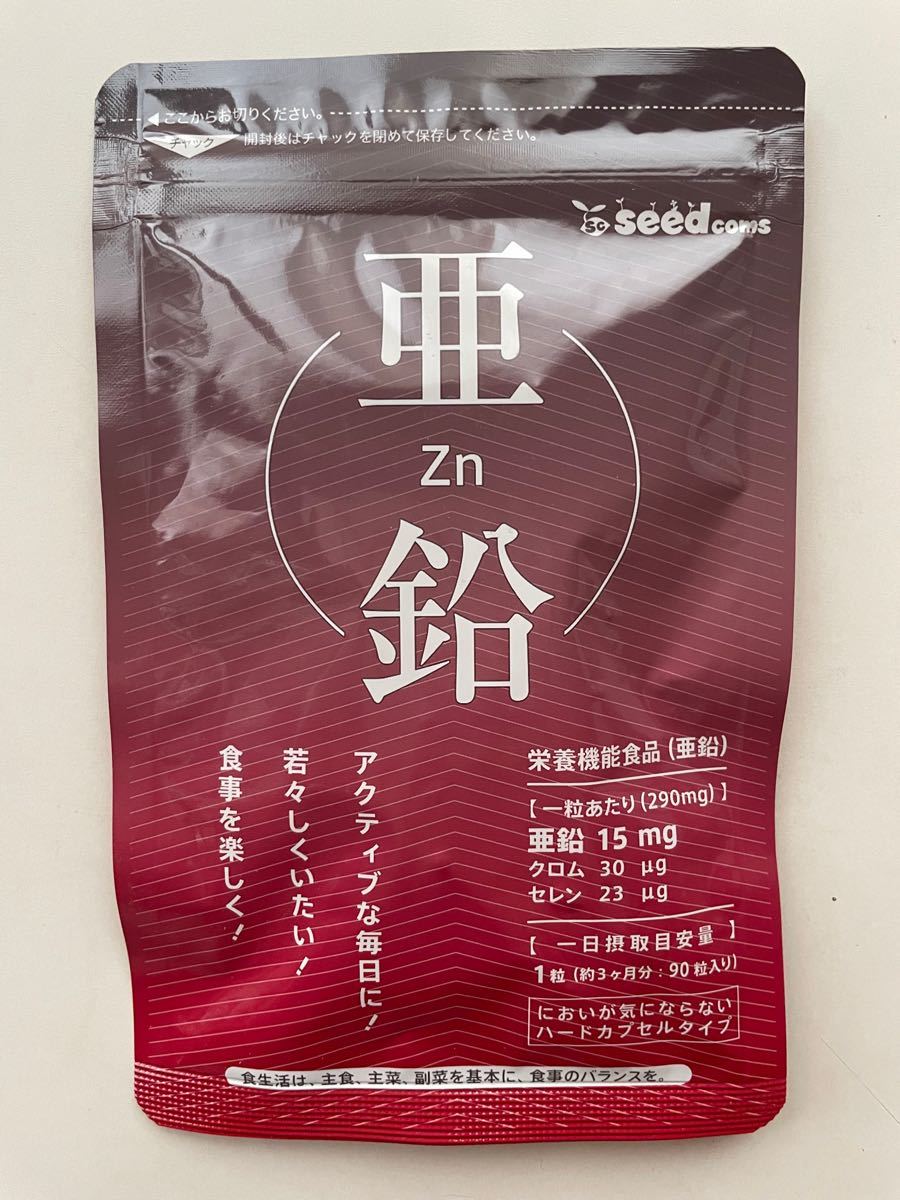 ◀ここからお切りください。
チャック
開封後はチャックを閉めて保存してください。
sc seed coms
亜
Zn
鉛
アクティブな毎日に!
若々しくいたい!
食事を楽しく!
栄養機能食品(亜鉛)
【一粒あたり(290mg)】
亜鉛 15 mg
クロム 30 μg
セレン 23 μg
【一日摂取目安量】
1粒(約3ヶ月分:90粒入り)
においが気にならない
ハードカプセルタイプ
食生活は、主食、主菜、副菜を基本に、食事のバランスを。